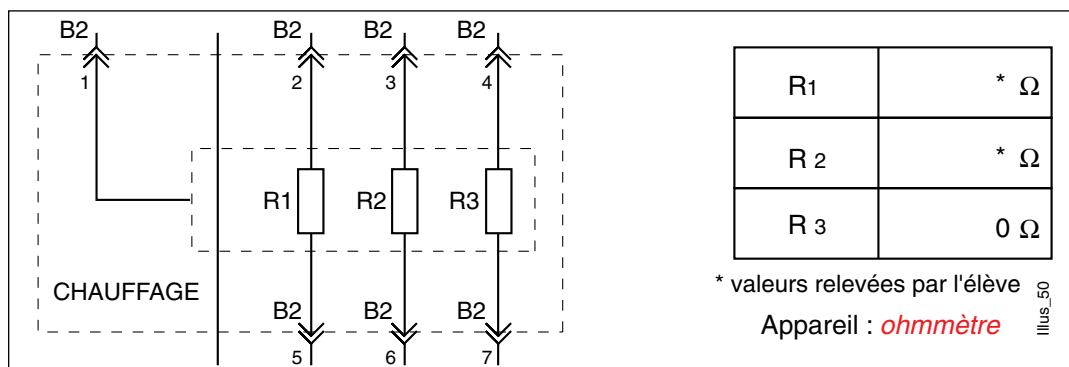 B2 B2 B2 B2
1 2 3 4
R1 R2 R3
CHAUFFAGE
B2 B2 B2
5 6 7
R1 * Ω
R 2 * Ω
R 3 0 Ω
* valeurs relevées par l'élève
Appareil : ohmmètre
Illus_50